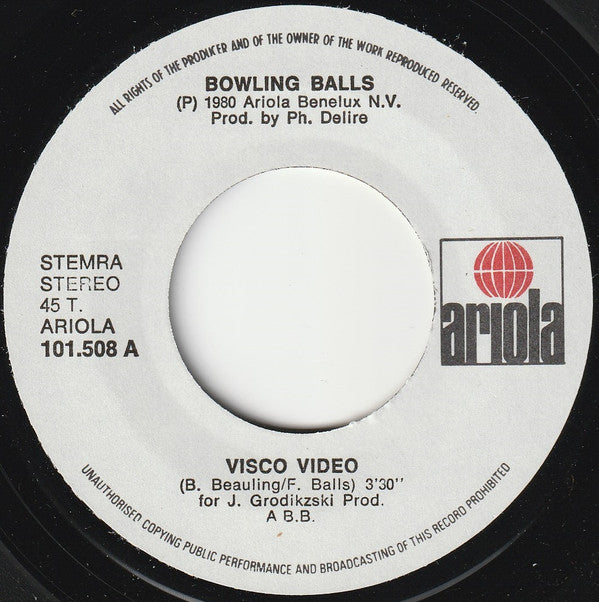 ALL RIGHTS OF THE PRODUCER AND OF THE OWNER OF THE WORK REPRODUCED RESERVED.
BOWLING BALLS
(P) 1980 Ariola Benelux N.V.
Prod. by Ph. Delire
STEMRA
STEREO
45 T.
ARIOLA
101.508 A
ariola
VISCO VIDEO
(B. Beauling/F. Balls) 3'30''
for J. Grodikzski Prod.
A B.B.
UNAUTHORISED COPYING PUBLIC PERFORMANCE AND BROADCASTING OF THIS RECORD PROHIBITED